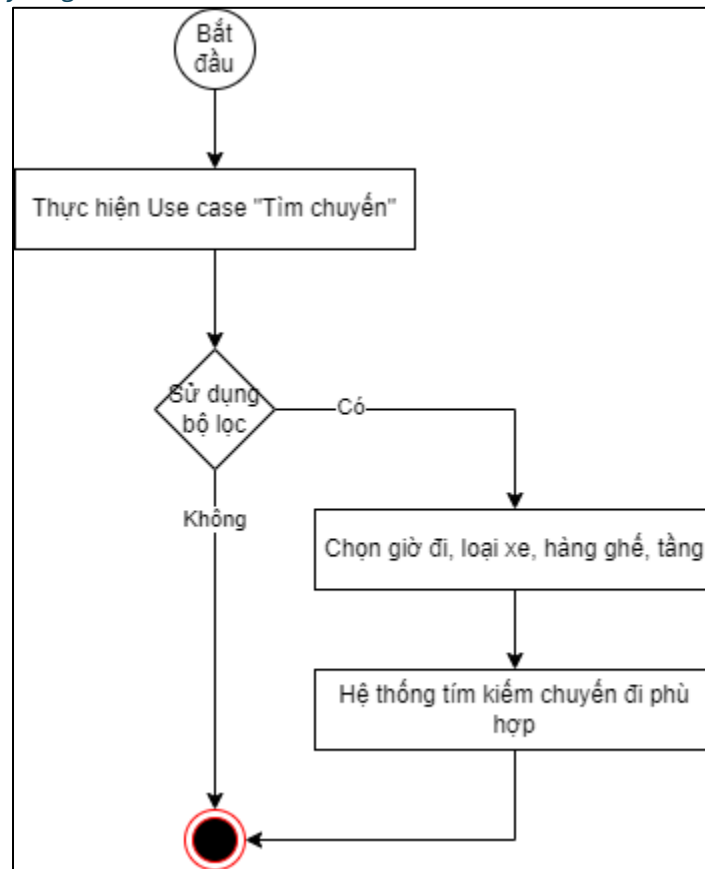 Bắt
đầu
Thực hiện Use case "Tìm chuyến"
Sử dụng
bộ lọc
Có
Không
Chọn giờ đi, loại xe, hàng ghế, tầng
Hệ thống tím kiếm chuyến đi phù
hợp